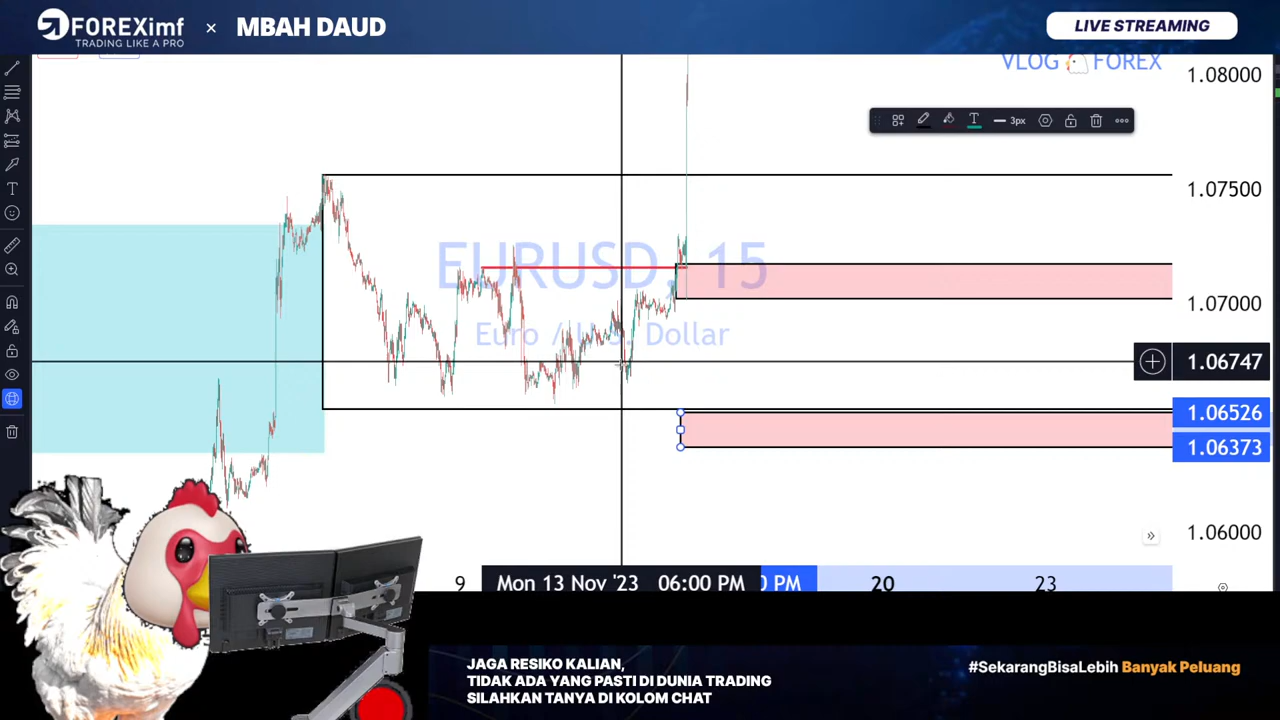 FOREXimf
TRADING LIKE A PRO
×
MBAH DAUD
LIVE STREAMING
VLOG FOREX
1.08000
T
3px
1.07500
EURUSD, 15
1.07000
Euro / U.S. Dollar
1.06747
1.06526
1.06373
1.06000
9
Mon 13 Nov '23 06:00 PM
PM
20
23
JAGA RESIKO KALIAN,
TIDAK ADA YANG PASTI DI DUNIA TRADING
SILAHKAN TANYA DI KOLOM CHAT
#SekarangBisaLebih Banyak Peluang